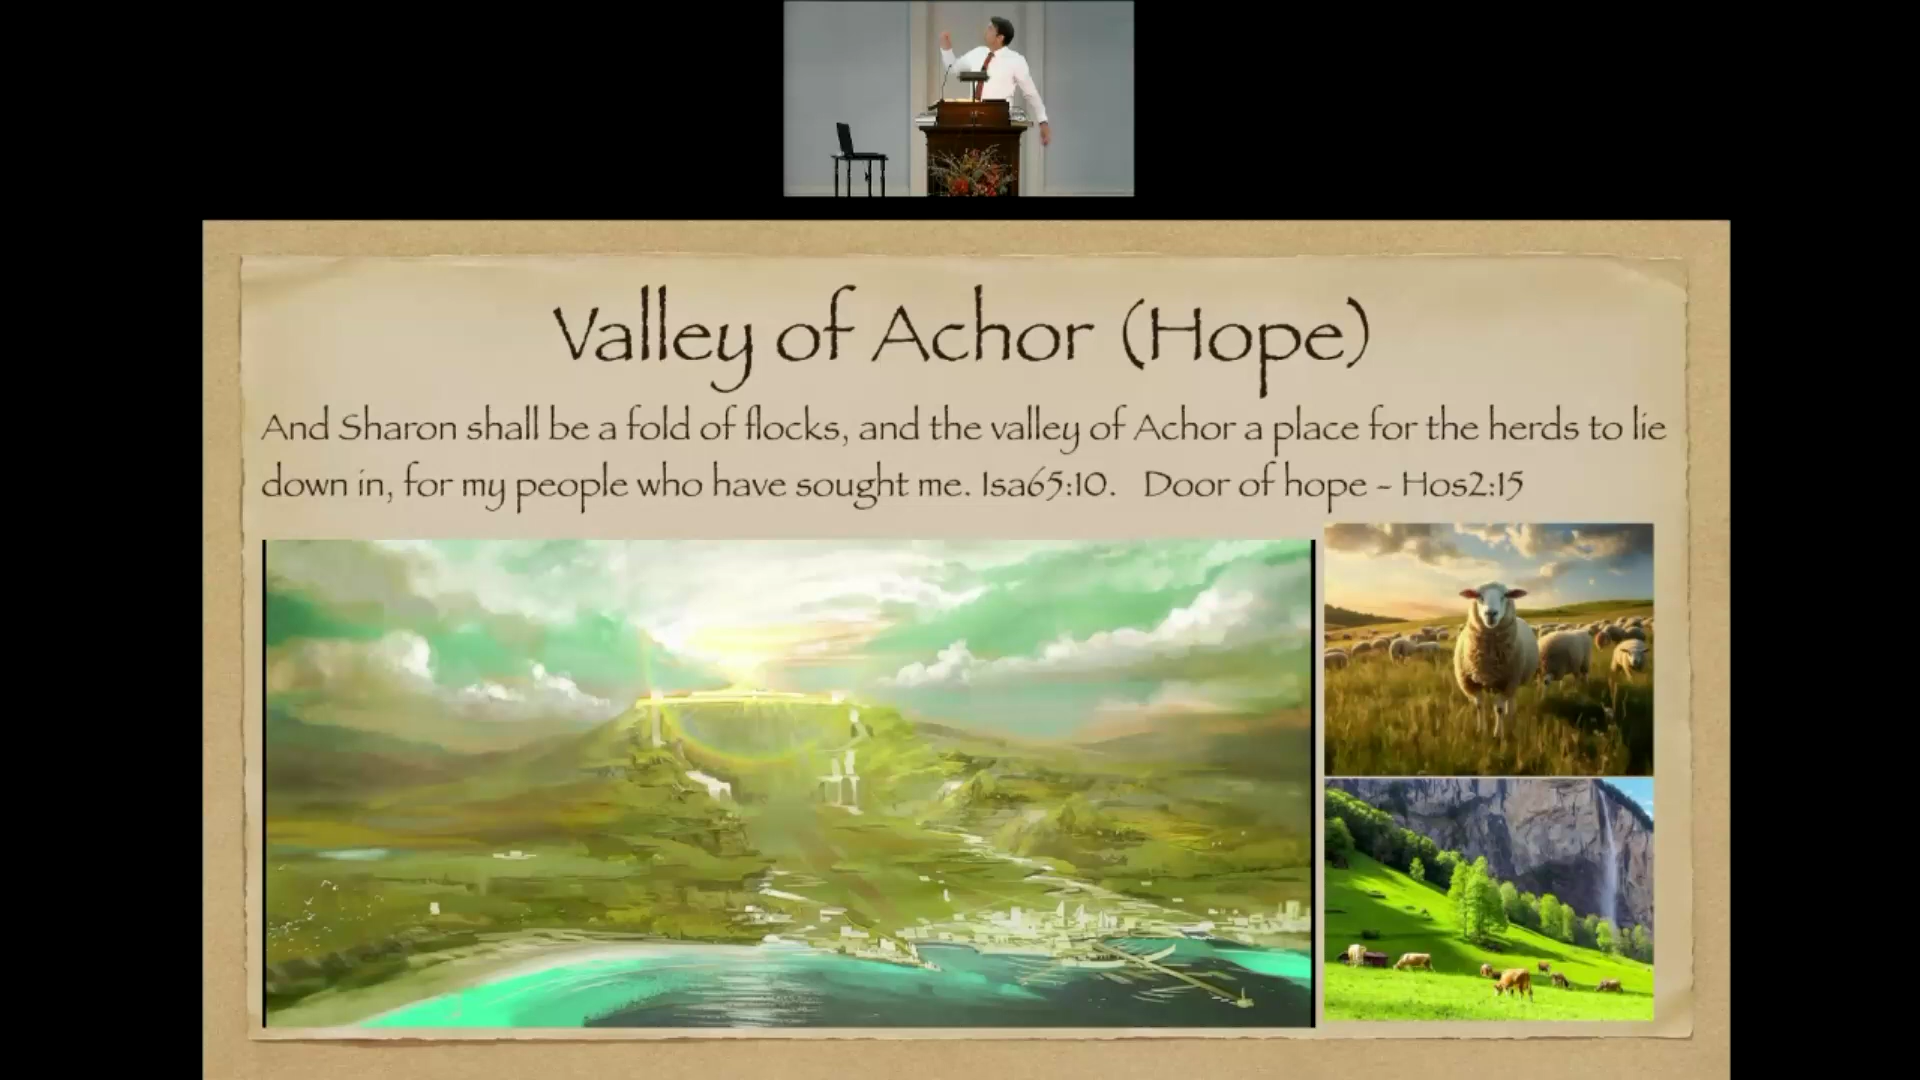 Valley of Achor (Hope)
And Sharon shall be a fold of flocks, and the valley of Achor a place for the herds to lie
down in, for my people who have sought me. Isa65:10. Door of hope - Hos2:15